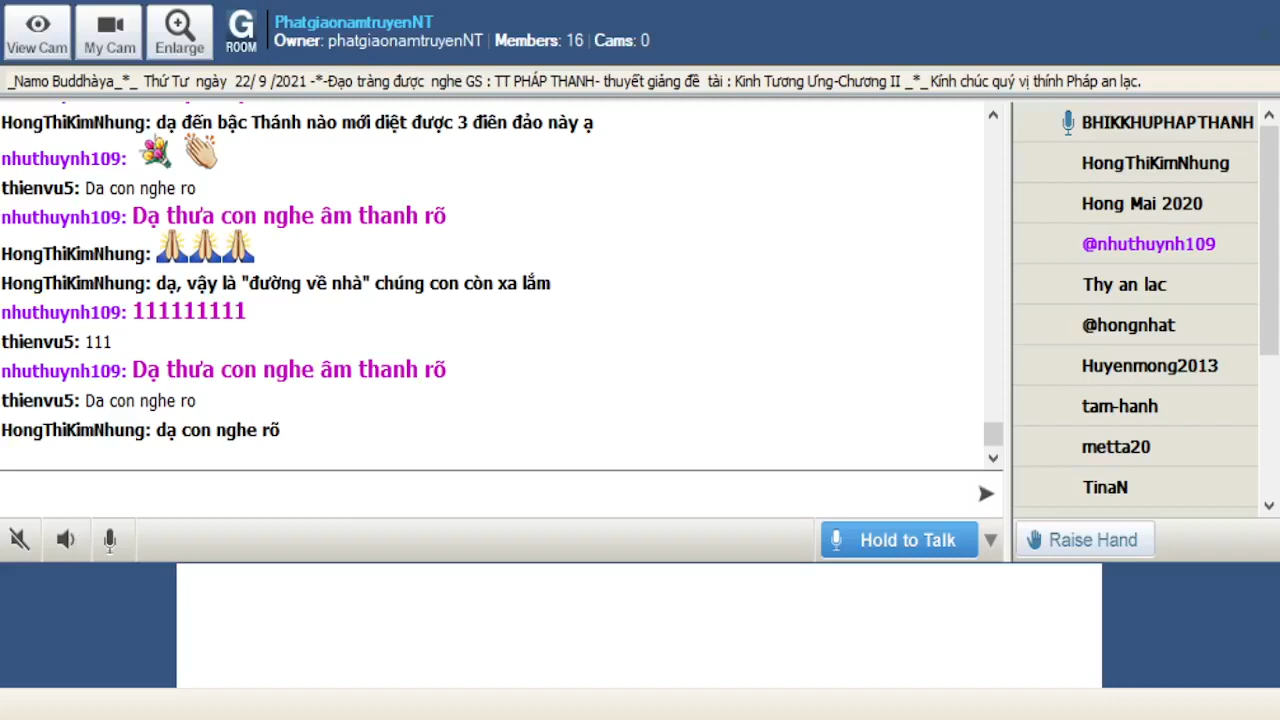 View Cam
My Cam
Enlarge
G
ROOM
PhatgiaonamtruyenNT
Owner: phatgiaonamtruyenNT | Members: 16 | Cams: 0
_Namo Buddhàya_*_ Thứ Tư ngày 22/ 9 /2021 -*-Đạo tràng được nghe GS : TT PHÁP THANH- thuyết giảng đề tài : Kinh Tương Ưng-Chương II _*_Kính chúc quý vị thính Pháp an lạc.
HongThiKimNhung: dạ đến bậc Thánh nào mới diệt được 3 điên đảo này ạ
nhuthuynh109:
thienvu5: Da con nghe ro
nhuthuynh109: Dạ thưa con nghe âm thanh rõ
HongThiKimNhung:
HongThiKimNhung: dạ, vậy là "đường về nhà" chúng con còn xa lắm
nhuthuynh109: 111111111
thienvu5: 111
nhuthuynh109: Dạ thưa con nghe âm thanh rõ
thienvu5: Da con nghe ro
HongThiKimNhung: dạ con nghe rõ
BHIKKHUPHAPTHANH
HongThiKimNhung
Hong Mai 2020
@nhuthuynh109
Thy an lac
@hongnhat
Huyenmong2013
tam-hanh
metta20
TinaN
Hold to Talk
Raise Hand